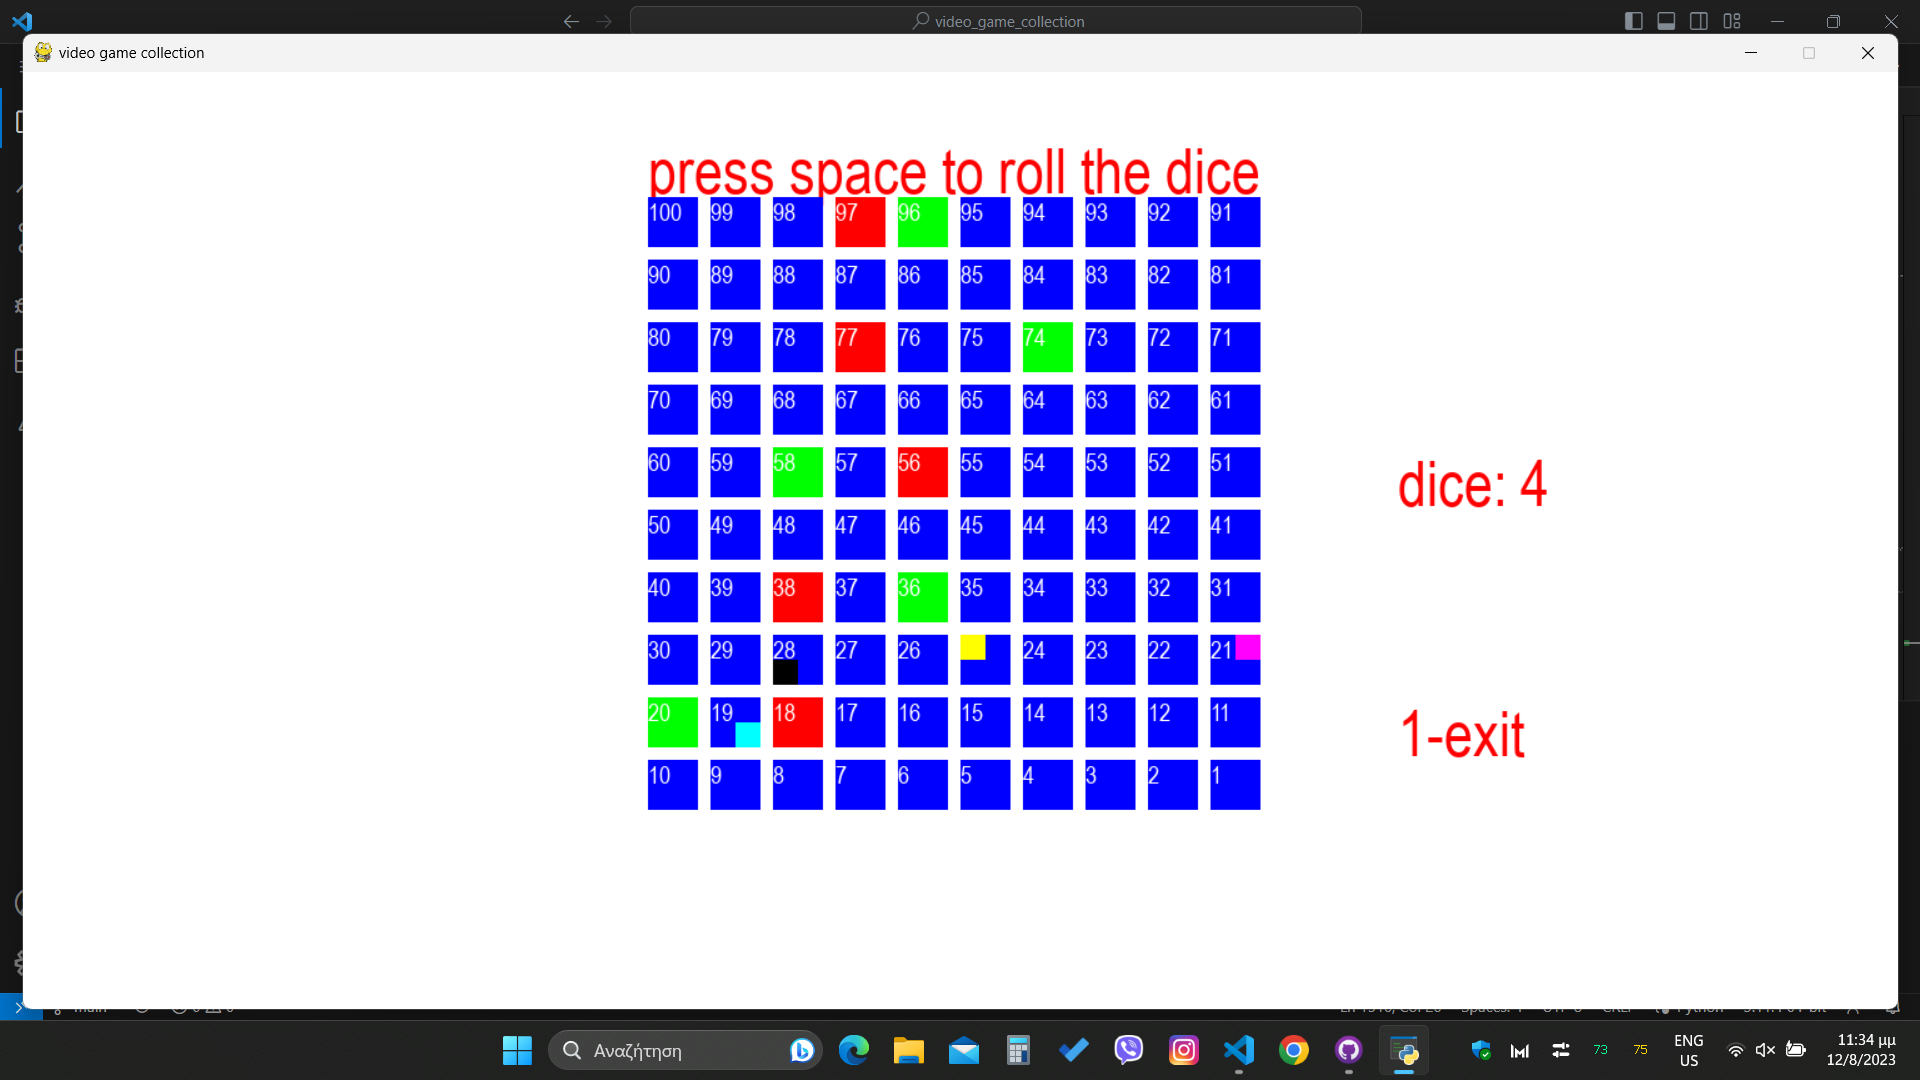 video_game_collection
video game collection
press space to roll the dice
100 99 98 97 96 95 94 93 92 91
90 89 88 87 86 85 84 83 82 81
80 79 78 77 76 75 74 73 72 71
70 69 68 67 66 65 64 63 62 61
60 59 58 57 56 55 54 53 52 51
dice: 4
50 49 48 47 46 45 44 43 42 41
40 39 38 37 36 35 34 33 32 31
30 29 28 27 26 24 23 22 21
20 19 18 17 16 15 14 13 12 11
1-exit
10 9 8 7 6 5 4 3 2 1
Αναζήτηση
73 75
ENG
US
11:34 μμ
12/8/2023